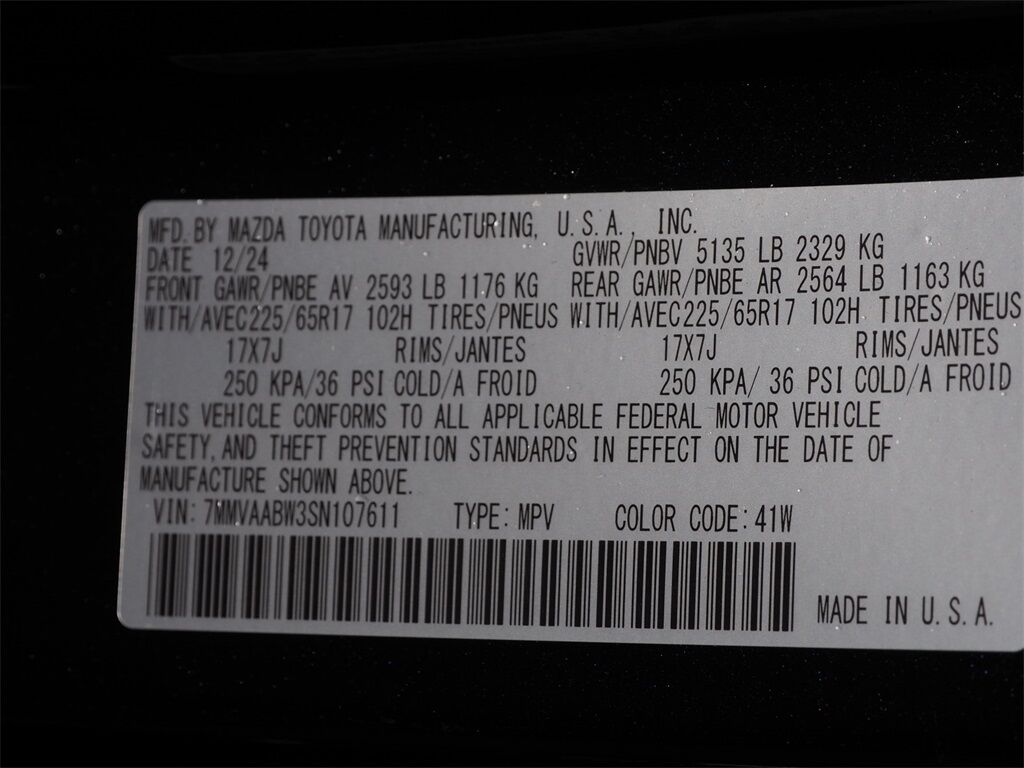 MFD. BY MAZDA TOYOTA MANUFACTURING, U.S.A., INC.
DATE 12/24 GVWR/PNBV 5135 LB 2329 KG
FRONT GAWR/PNBE AV 2593 LB 1176 KG REAR GAWR/PNBE AR 2564 LB 1163 KG
WITH/AVEC225/65R17 102H TIRES/PNEUS WITH/AVEC225/65R17 102H TIRES/PNEUS
17X7J RIMS/JANTES 17X7J RIMS/JANTES
250 KPA/36 PSI COLD/A FROID 250 KPA/ 36 PSI COLD/A FROID
THIS VEHICLE CONFORMS TO ALL APPLICABLE FEDERAL MOTOR VEHICLE
SAFETY, AND THEFT PREVENTION STANDARDS IN EFFECT ON THE DATE OF
MANUFACTURE SHOWN ABOVE.
VIN: 7MMVAABW3SN107611 TYPE: MPV COLOR CODE: 41W
MADE IN U.S.A.